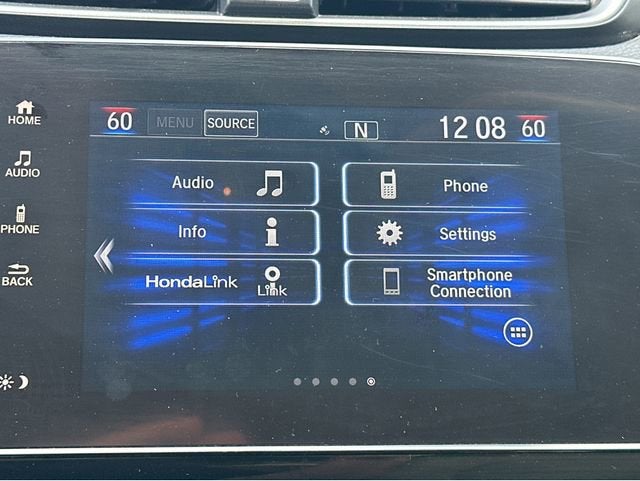 HOME
AUDIO
PHONE
BACK
60 MENU SOURCE N 12 08 60
Audio
Phone
Info
Settings
HondaLink Link
Smartphone
Connection